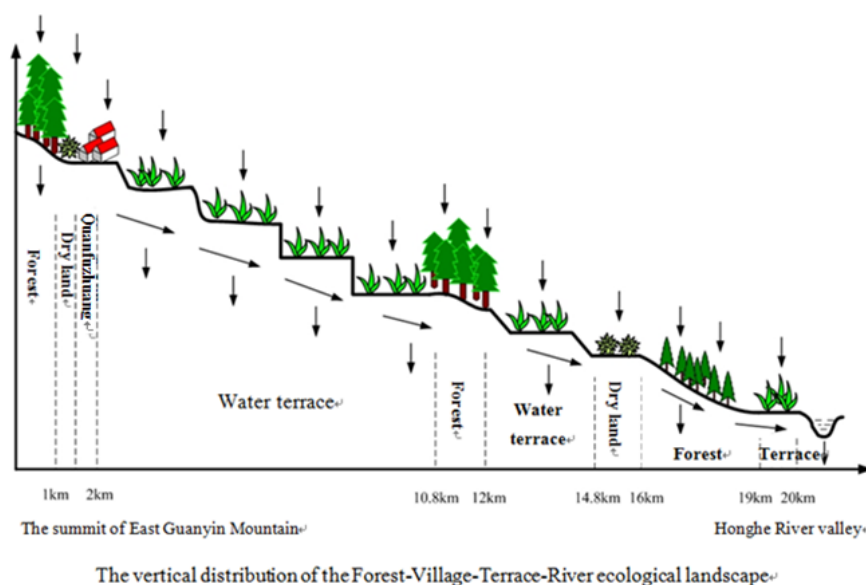 Forest
Dry land
Quanfuzhuang
Water terrace
Forest
Water
terrace
Dry land
Forest
Terrace
1km
2km
10.8km
12km
14.8km
16km
19km
20km
The summit of East Guanyin Mountain
Honghe River valley
The vertical distribution of the Forest-Village-Terrace-River ecological landscape